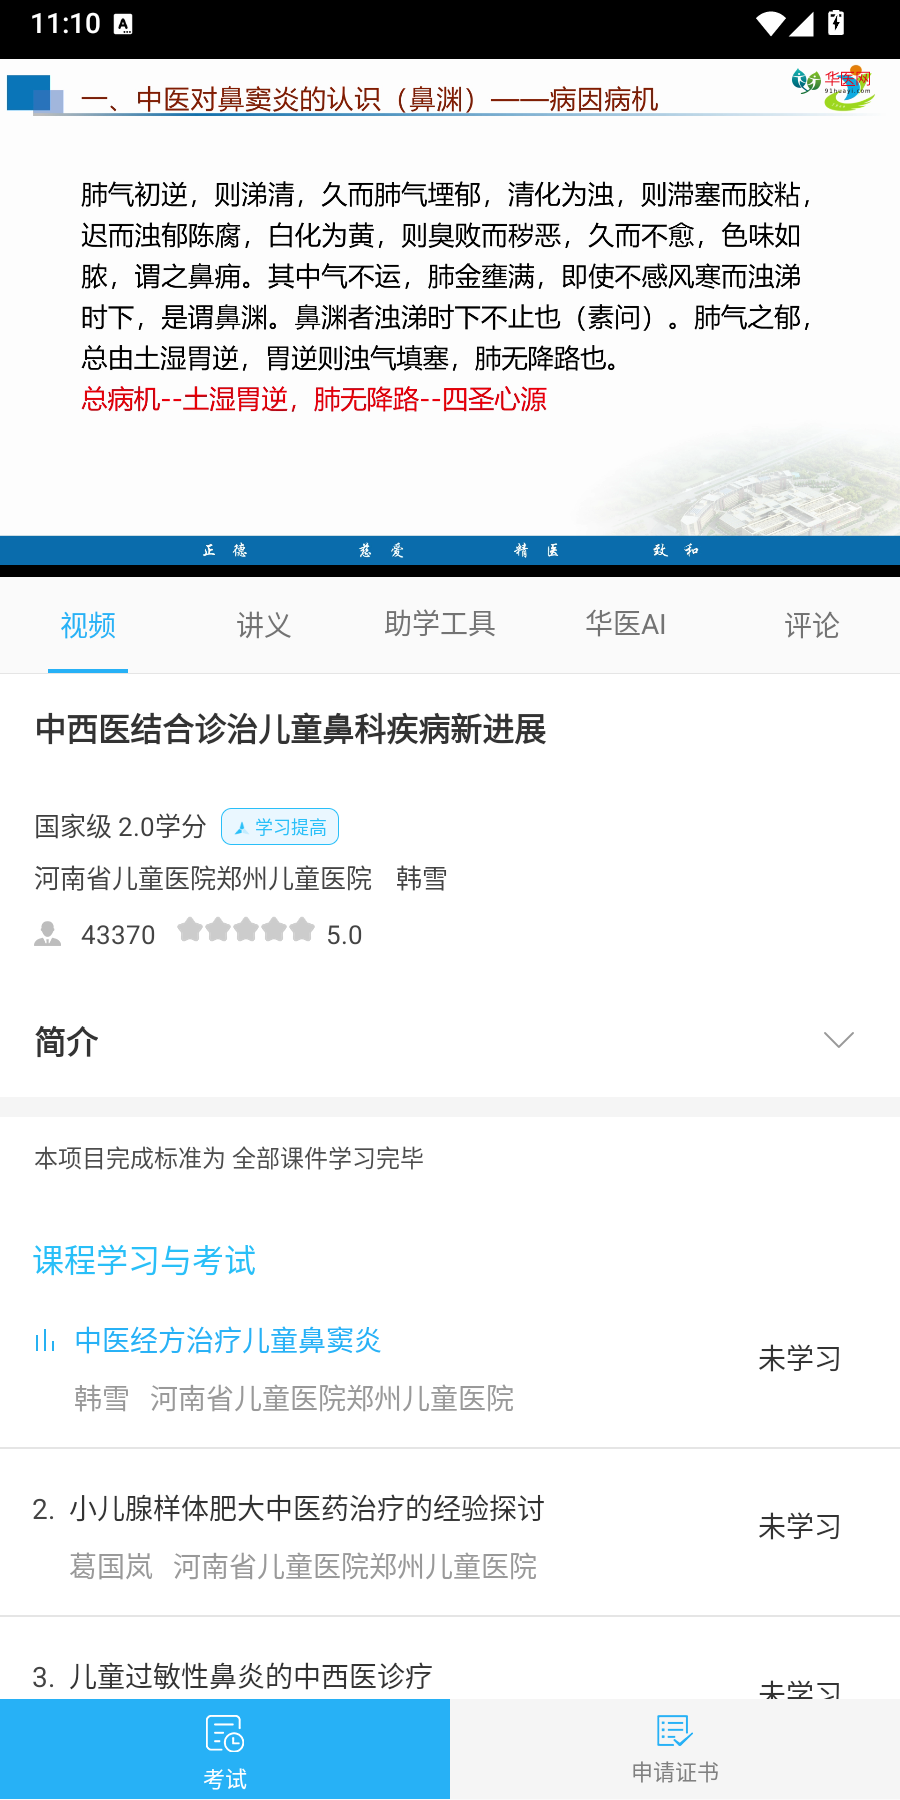 11:10
一、中医对鼻窦炎的认识（鼻渊）——病因病机
华医网
91huayi.com
肺气初逆，则涕清，久而肺气堙郁，清化为浊，则滞塞而胶粘，
迟而浊郁陈腐，白化为黄，则臭败而秽恶，久而不愈，色味如
脓，谓之鼻痈。其中气不运，肺金壅满，即使不感风寒而浊涕
时下，是谓鼻渊。鼻渊者浊涕时下不止也（素问）。肺气之郁，
总由土湿胃逆，胃逆则浊气填塞，肺无降路也。
总病机--土湿胃逆，肺无降路--四圣心源
正德 慈爱 精医 致和
视频 讲义 助学工具 华医AI 评论
中西医结合诊治儿童鼻科疾病新进展
国家级 2.0学分 学习提高
河南省儿童医院郑州儿童医院 韩雪
43370 5.0
简介
本项目完成标准为 全部课件学习完毕
课程学习与考试
中医经方治疗儿童鼻窦炎
未学习
韩雪 河南省儿童医院郑州儿童医院
2. 小儿腺样体肥大中医药治疗的经验探讨
未学习
葛国岚 河南省儿童医院郑州儿童医院
3. 儿童过敏性鼻炎的中西医诊疗
未学习
考试 申请证书